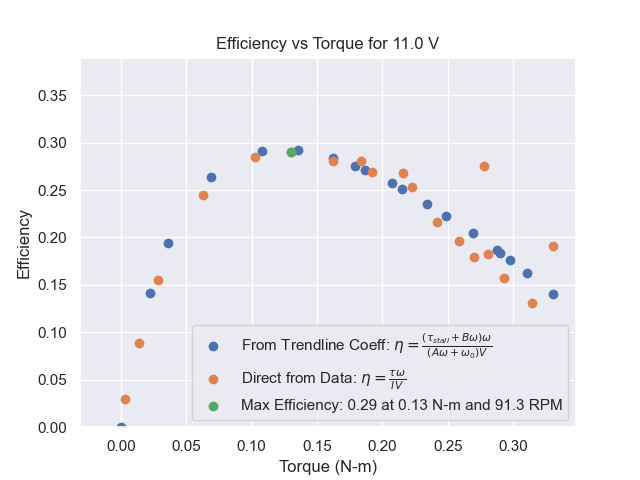 Efficiency vs Torque for 11.0 V
0.35
0.30
0.25
0.20
0.15
0.10
0.05
0.00
Efficiency
From Trendline Coeff: η = (τ_stall + Bω)ω / (Aω + ω₀)V
Direct from Data: η = τω / IV
Max Efficiency: 0.29 at 0.13 N-m and 91.3 RPM
0.00 0.05 0.10 0.15 0.20 0.25 0.30
Torque (N-m)